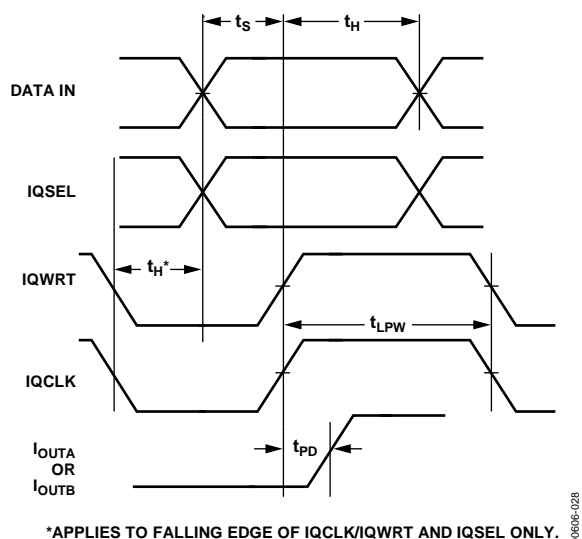 tS
tH
DATA IN
IQSEL
tH*
IQWRT
tLPW
IQCLK
tPD
IOUTA
OR
IOUTB
*APPLIES TO FALLING EDGE OF IQCLK/IQWRT AND IQSEL ONLY.
00606-028